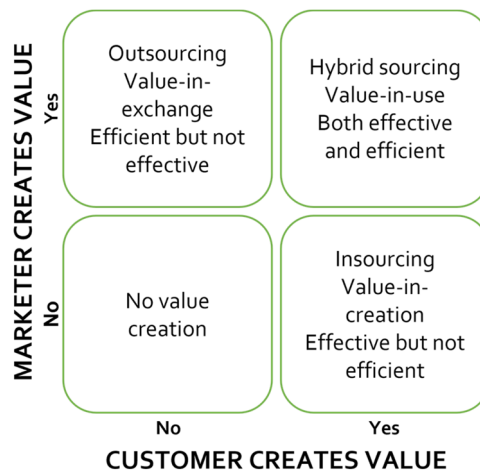 MARKETER CREATES VALUE
Yes
Outsourcing
Value-in-
exchange
Efficient but not
effective
Hybrid sourcing
Value-in-use
Both effective
and efficient
No
No value
creation
Insourcing
Value-in-
creation
Effective but not
efficient
No
Yes
CUSTOMER CREATES VALUE